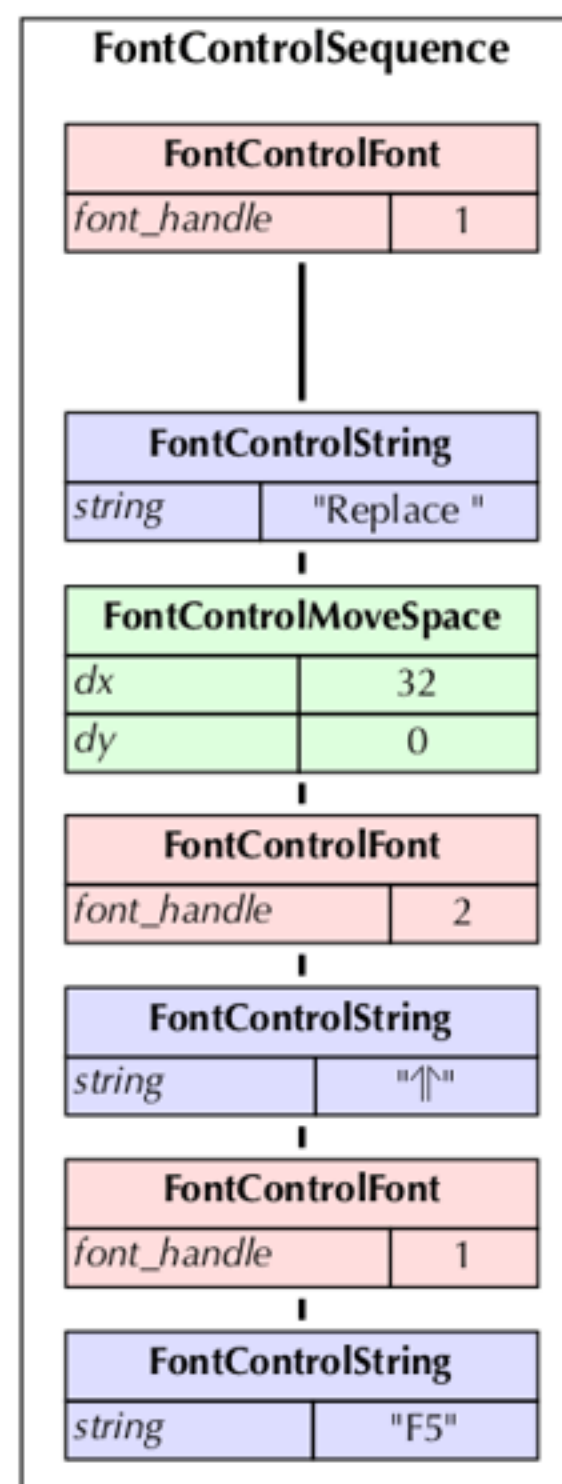 FontControlSequence
FontControlFont
font_handle 1
FontControlString
string "Replace "
FontControlMoveSpace
dx 32
dy 0
FontControlFont
font_handle 2
FontControlString
string "⥮"
FontControlFont
font_handle 1
FontControlString
string "F5"